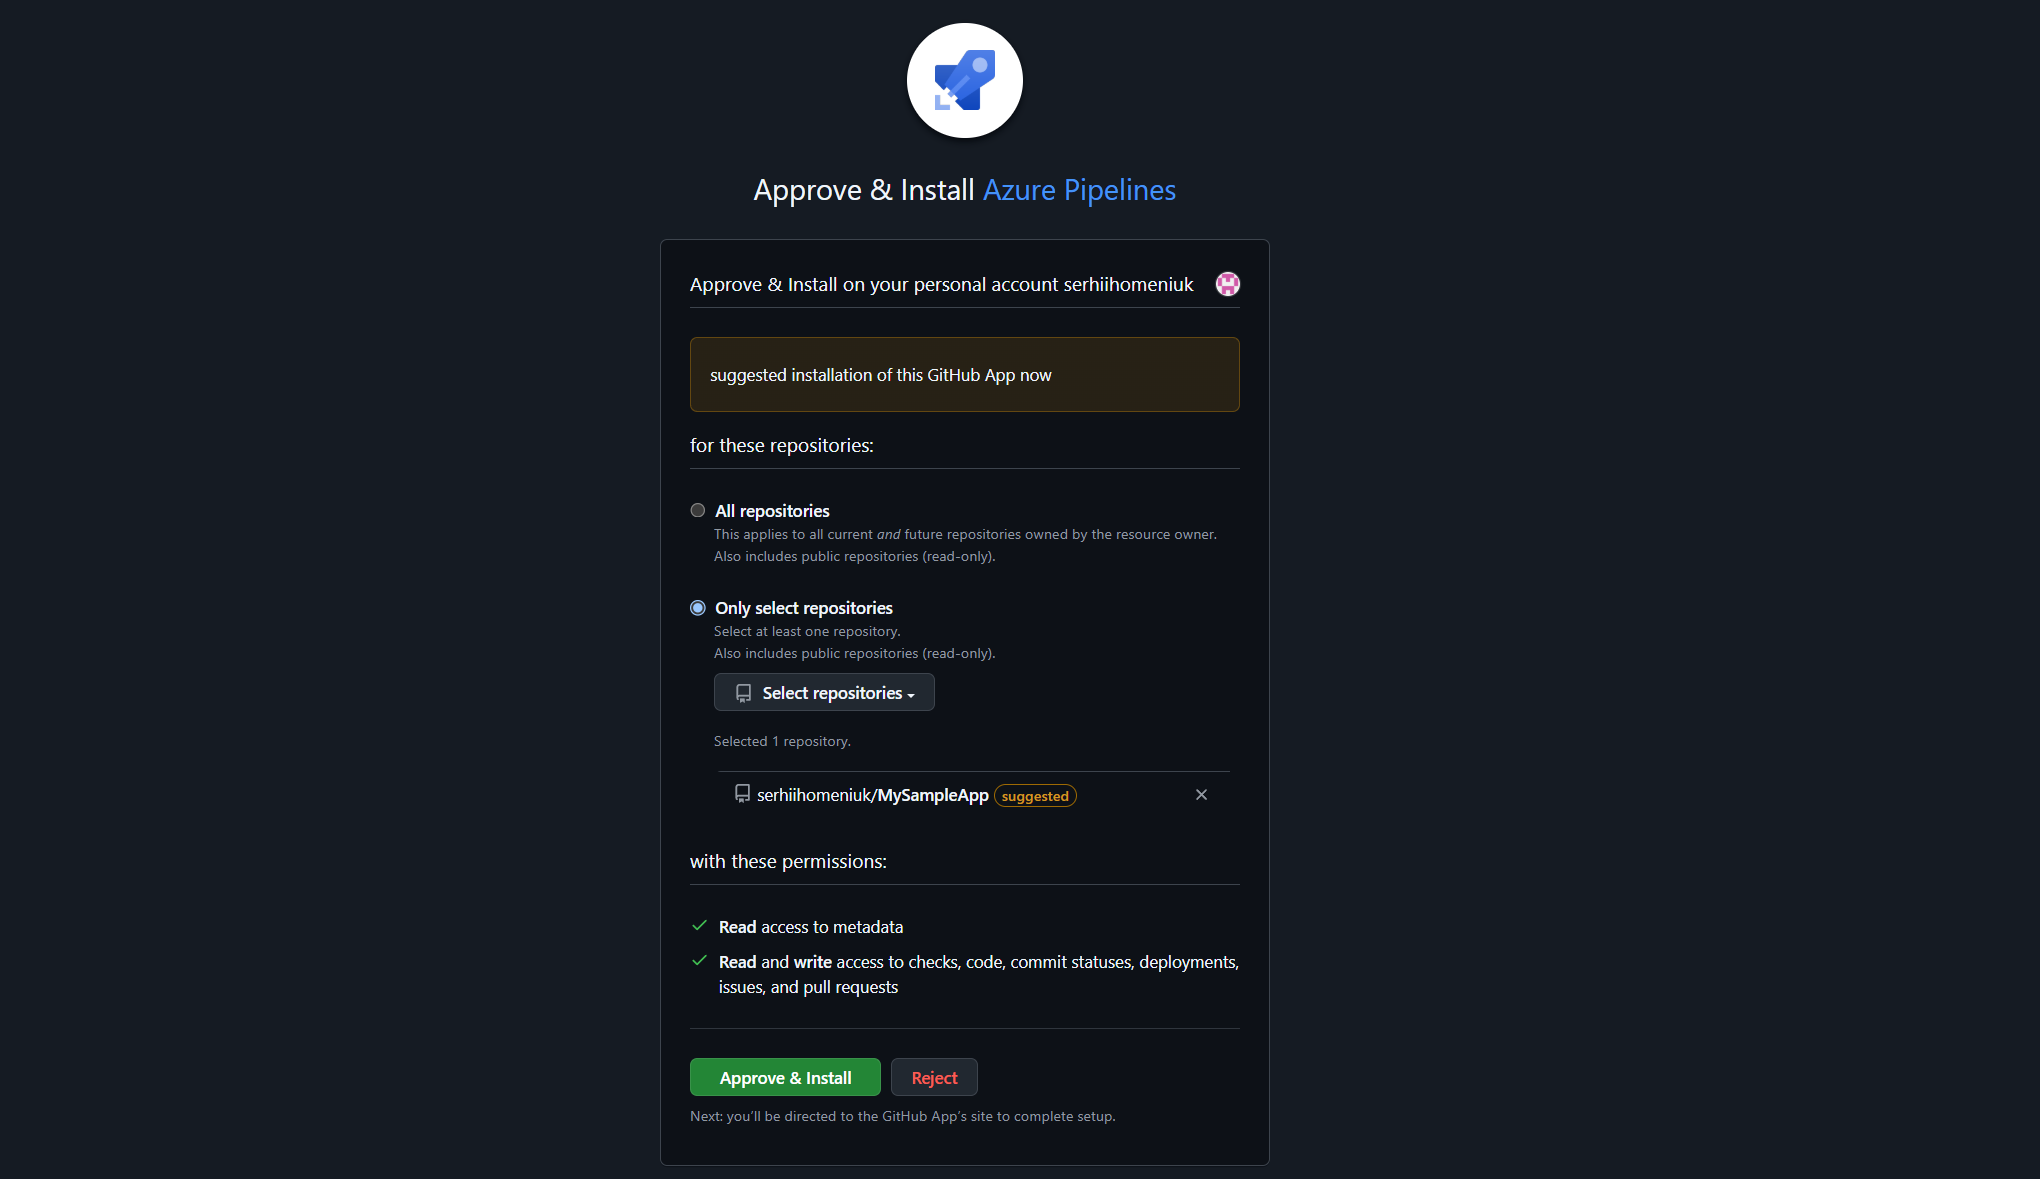 Approve & Install Azure Pipelines
Approve & Install on your personal account serhiihomeniuk
suggested installation of this GitHub App now
for these repositories:
All repositories
This applies to all current and future repositories owned by the resource owner.
Also includes public repositories (read-only).
Only select repositories
Select at least one repository.
Also includes public repositories (read-only).
Select repositories
Selected 1 repository.
serhiihomeniuk/MySampleApp suggested
with these permissions:
Read access to metadata
Read and write access to checks, code, commit statuses, deployments,
issues, and pull requests
Approve & Install Reject
Next: you’ll be directed to the GitHub App’s site to complete setup.